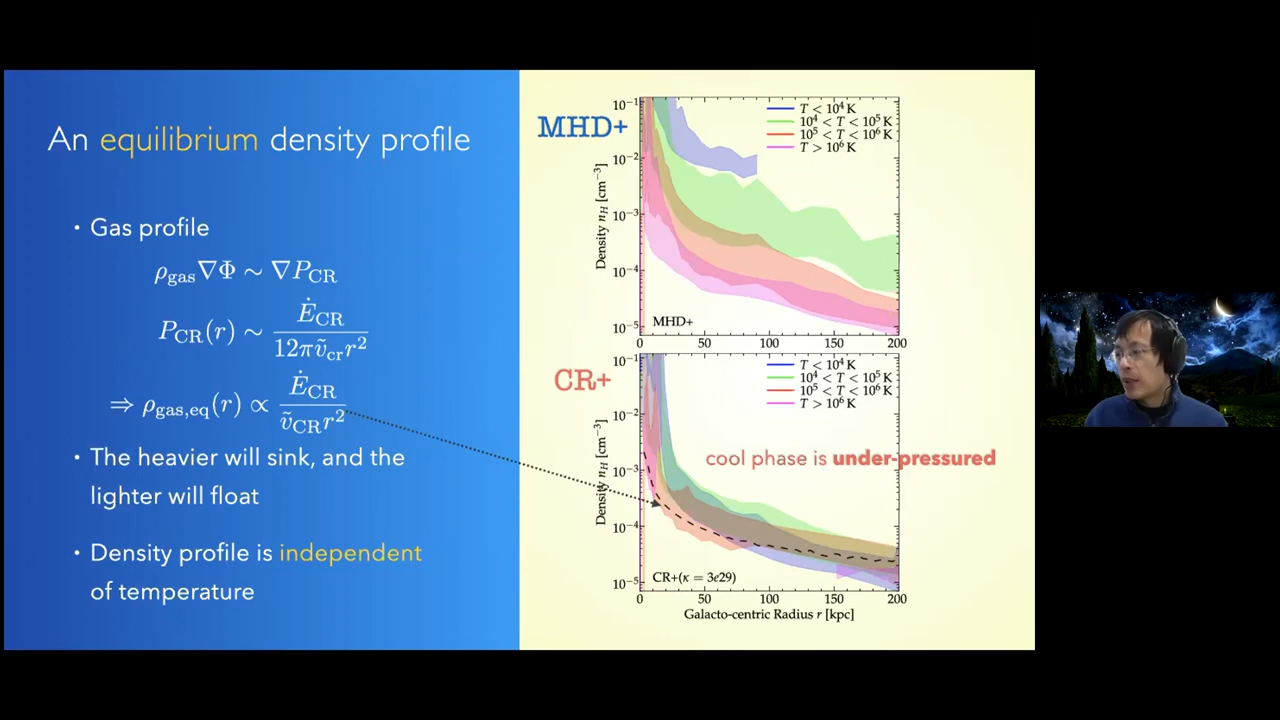 An equilibrium density profile
• Gas profile
ρ_gas∇Φ ∼ ∇P_CR
P_CR(r) ∼ Ė_CR / 12πṽ_cr r²
⇒ ρ_gas,eq(r) ∝ Ė_CR / ṽ_CR r²
• The heavier will sink, and the
lighter will float
• Density profile is independent
of temperature
MHD+
10⁻¹
10⁻²
10⁻³
10⁻⁴
10⁻⁵
Density n_H [cm⁻³]
T < 10⁴ K
10⁴ < T < 10⁵ K
10⁵ < T < 10⁶ K
T > 10⁶ K
MHD+
0 50 100 150 200
CR+
10⁻¹
10⁻²
10⁻³
10⁻⁴
10⁻⁵
Density n_H [cm⁻³]
T < 10⁴ K
10⁴ < T < 10⁵ K
10⁵ < T < 10⁶ K
T > 10⁶ K
cool phase is under-pressured
CR+(κ = 3e29)
0 50 100 150 200
Galacto-centric Radius r [kpc]